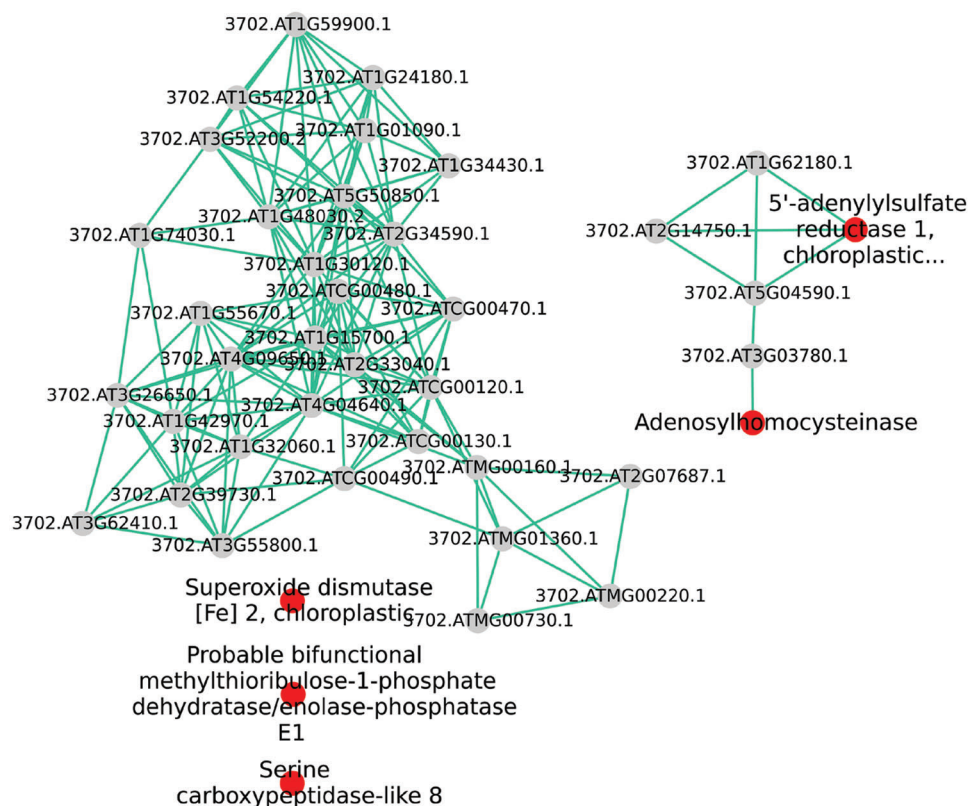 3702.AT1G59900.1
3702.AT1G24180.1
3702.AT1G54220.1
3702.AT1G01090.1
3702.AT3G52200.2
3702.AT1G34430.1
3702.AT5G50850.1
3702.AT1G48030.2
3702.AT1G74030.1
3702.AT2G34590.1
3702.AT1G30120.1
3702.ATCG00480.1
3702.AT1G55670.1
3702.ATCG00470.1
3702.AT1G15700.1
3702.AT4G09650.1
3702.AT2G33040.1
3702.ATCG00120.1
3702.AT3G26650.1
3702.AT4G04640.1
3702.AT1G42970.1
3702.ATCG00130.1
3702.AT1G32060.1
3702.ATMG00160.1
3702.AT2G07687.1
3702.ATCG00490.1
3702.AT2G39730.1
3702.AT3G62410.1
3702.AT3G55800.1
3702.ATMG01360.1
3702.ATMG00220.1
3702.ATMG00730.1
3702.AT1G62180.1
5'-adenylylsulfate
reductase 1,
chloroplastic...
3702.AT2G14750.1
3702.AT5G04590.1
3702.AT3G03780.1
Adenosylhomocysteinase
Superoxide dismutase
[Fe] 2, chloroplastic
Probable bifunctional
methylthioribulose-1-phosphate
dehydratase/enolase-phosphatase
E1
Serine
carboxypeptidase-like 8